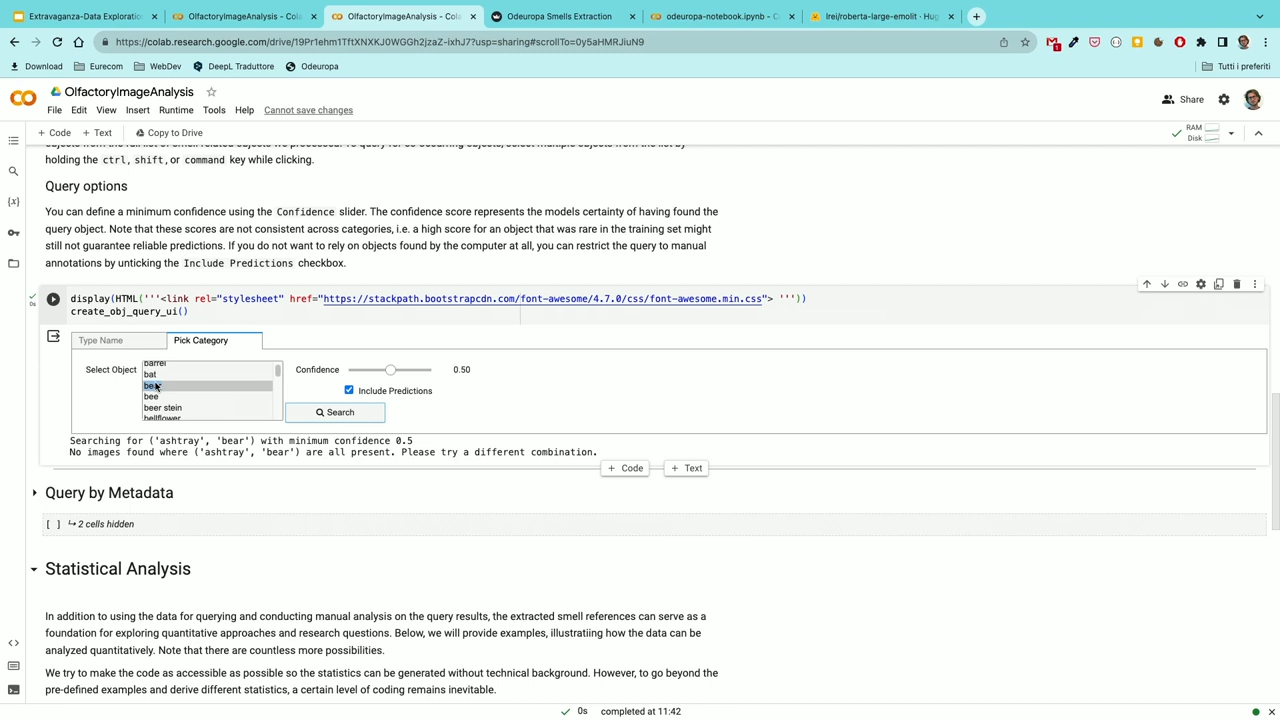 Extravaganza-Data Exploratio
OlfactoryImageAnalysis - Cola
OlfactoryImageAnalysis - Cola
Odeuropa Smells Extraction
odeuropa-notebook.ipynb - Co
Irei/roberta-large-emolit · Hug
https://colab.research.google.com/drive/19Pr1ehm1TftXNXKJ0WGGh2jzaZ-ixhJ7?usp=sharing#scrollTo=0y5aHMRJiuN9
Download
Eurecom
WebDev
DeepL Traduttore
Odeuropa
Tutti i preferiti
OlfactoryImageAnalysis
File Edit View Insert Runtime Tools Help Cannot save changes
Share
+ Code + Text Copy to Drive
RAM
Disk
holding the ctrl, shift, or command key while clicking.
Query options
You can define a minimum confidence using the Confidence slider. The confidence score represents the models certainty of having found the
query object. Note that these scores are not consistent across categories, i.e. a high score for an object that was rare in the training set might
still not guarantee reliable predictions. If you do not want to rely on objects found by the computer at all, you can restrict the query to manual
annotations by unticking the Include Predictions checkbox.
display(HTML('''<link rel="stylesheet" href="https://stackpath.bootstrapcdn.com/font-awesome/4.7.0/css/font-awesome.min.css"> '''))
create_obj_query_ui()
0s
Type Name
Pick Category
Select Object
barrel
bat
bear
bee
beer stein
bellflower
Confidence
0.50
Include Predictions
Search
Searching for ('ashtray', 'bear') with minimum confidence 0.5
No images found where ('ashtray', 'bear') are all present. Please try a different combination.
+ Code + Text
Query by Metadata
[ ] ↳ 2 cells hidden
Statistical Analysis
In addition to using the data for querying and conducting manual analysis on the query results, the extracted smell references can serve as a
foundation for exploring quantitative approaches and research questions. Below, we will provide examples, illustratiing how the data can be
analyzed quantitatively. Note that there are countless more possibilities.
We try to make the code as accessible as possible so the statistics can be generated without technical background. However, to go beyond the
pre-defined examples and derive different statistics, a certain level of coding remains inevitable.
0s completed at 11:42